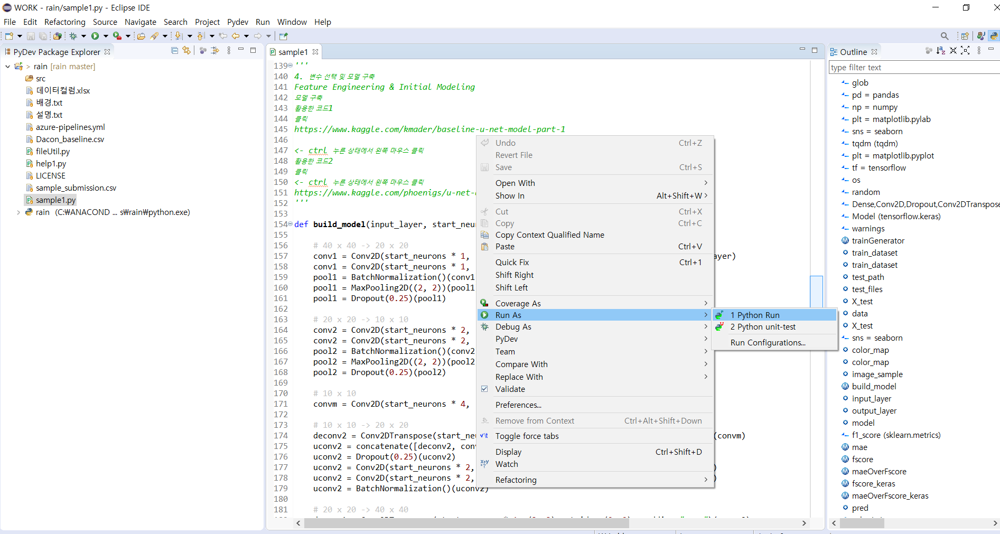 WORK - rain/sample1.py - Eclipse IDE
File Edit Refactoring Source Navigate Search Project Pydev Run Window Help
PyDev Package Explorer
> rain [rain master]
src
데이터컬럼.xlsx
배경.txt
설명.txt
azure-pipelines.yml
Dacon_baseline.csv
fileUtil.py
help1.py
LICENSE
sample_submission.csv
sample1.py
rain (C:\ANACOND ... s\rain\python.exe)
sample1
139 '''
140 4. 변수 선택 및 모델 구축
141 Feature Engineering & Initial Modeling
142 모델 구축
143 활용한 코드1
144 클릭
145 https://www.kaggle.com/kmader/baseline-u-net-model-part-1
146
147 <- ctrl 누른 상태에서 왼쪽 마우스 클릭
148 활용한 코드2
149 클릭
150 <- ctrl 누른 상태에서 왼쪽 마우스 클릭
151 https://www.kaggle.com/phoenigs/u-net-
152 '''
153
154 def build_model(input_layer, start_neu
155
156 # 40 x 40 -> 20 x 20
157 conv1 = Conv2D(start_neurons * 1, ayer)
158 conv1 = Conv2D(start_neurons * 1,
159 pool1 = BatchNormalization()(conv1
160 pool1 = MaxPooling2D((2, 2))(pool1
161 pool1 = Dropout(0.25)(pool1)
162
163 # 20 x 20 -> 10 x 10
164 conv2 = Conv2D(start_neurons * 2,
165 conv2 = Conv2D(start_neurons * 2,
166 pool2 = BatchNormalization()(conv2
167 pool2 = MaxPooling2D((2, 2))(pool2
168 pool2 = Dropout(0.25)(pool2)
169
170 # 10 x 10
171 convm = Conv2D(start_neurons * 4,
172
173 # 10 x 10 -> 20 x 20
174 deconv2 = Conv2DTranspose(start_neu (convm)
175 uconv2 = concatenate([deconv2, con
176 uconv2 = Dropout(0.25)(uconv2)
177 uconv2 = Conv2D(start_neurons * 2, )
178 uconv2 = Conv2D(start_neurons * 2, )
179 uconv2 = BatchNormalization()(uconv2)
180
181 # 20 x 20 -> 40 x 40
Undo Ctrl+Z
Revert File
Save Ctrl+S
Open With
Show In Alt+Shift+W
Cut Ctrl+X
Copy Ctrl+C
Copy Context Qualified Name
Paste Ctrl+V
Quick Fix Ctrl+1
Shift Right
Shift Left
Coverage As
Run As
Debug As
PyDev
Team
Compare With
Replace With
Validate
Preferences...
Remove from Context Ctrl+Alt+Shift+Down
Toggle force tabs
Display Ctrl+Shift+D
Watch
Refactoring
1 Python Run
2 Python unit-test
Run Configurations...
Outline
type filter text
glob
pd = pandas
np = numpy
plt = matplotlib.pylab
sns = seaborn
tqdm (tqdm)
plt = matplotlib.pyplot
tf = tensorflow
os
random
Dense,Conv2D,Dropout,Conv2DTranspose
Model (tensorflow.keras)
warnings
trainGenerator
train_dataset
train_dataset
test_path
test_files
X_test
data
X_test
sns = seaborn
color_map
color_map
image_sample
build_model
input_layer
output_layer
model
f1_score (sklearn.metrics)
mae
fscore
maeOverFscore
fscore_keras
maeOverFscore_keras
pred